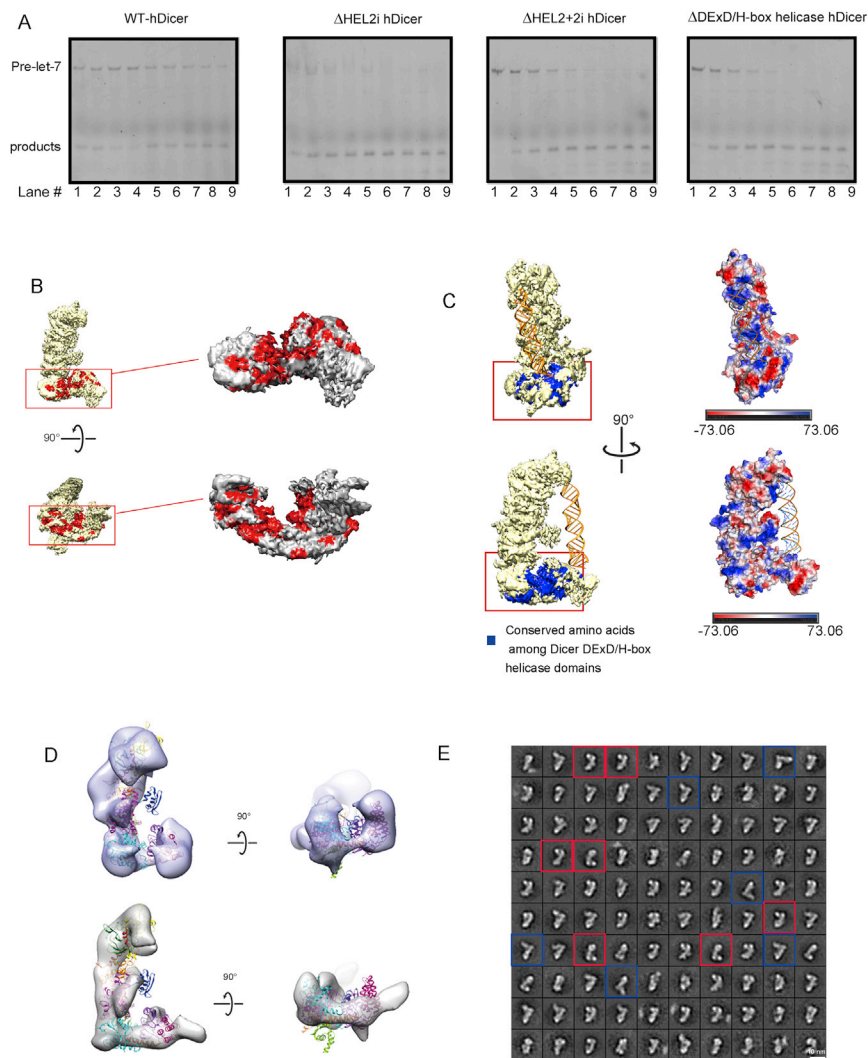 A
WT-hDicer
ΔHEL2i hDicer
ΔHEL2+2i hDicer
ΔDExD/H-box helicase hDicer
Pre-let-7
products
Lane #
1 2 3 4 5 6 7 8 9
1 2 3 4 5 6 7 8 9
1 2 3 4 5 6 7 8 9
1 2 3 4 5 6 7 8 9
B
90°
C
90°
-73.06 73.06
-73.06 73.06
Conserved amino acids
among Dicer DExD/H-box
helicase domains
D
90°
90°
E
10 nm